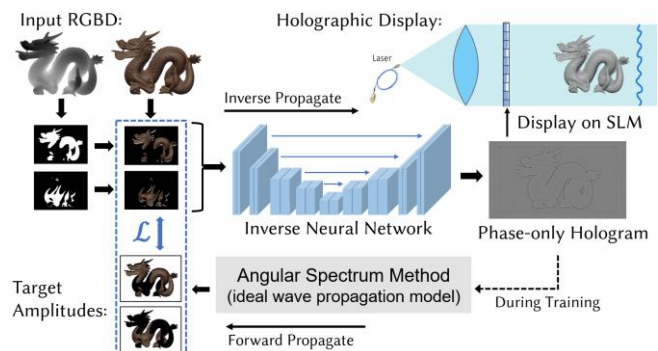 Input RGBD:
Holographic Display:
Laser
Inverse Propagate
Display on SLM
Inverse Neural Network
Phase-only Hologram
ℒ
Target
Amplitudes:
Angular Spectrum Method
(ideal wave propagation model)
During Training
Forward Propagate